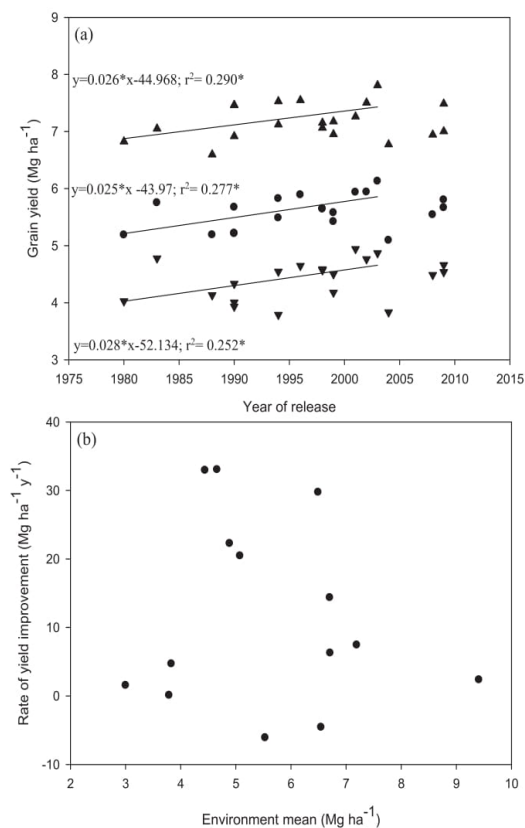 (a)
9
8
7
6
5
4
3
Grain yield (Mg ha⁻¹)
y=0.026*x-44.968; r²= 0.290*
y=0.025*x -43.97; r²= 0.277*
y=0.028*x-52.134; r²= 0.252*
1975 1980 1985 1990 1995 2000 2005 2010 2015
Year of release
(b)
40
30
20
10
0
-10
Rate of yield improvement (Mg ha⁻¹ y⁻¹)
2 3 4 5 6 7 8 9 10
Environment mean (Mg ha⁻¹)